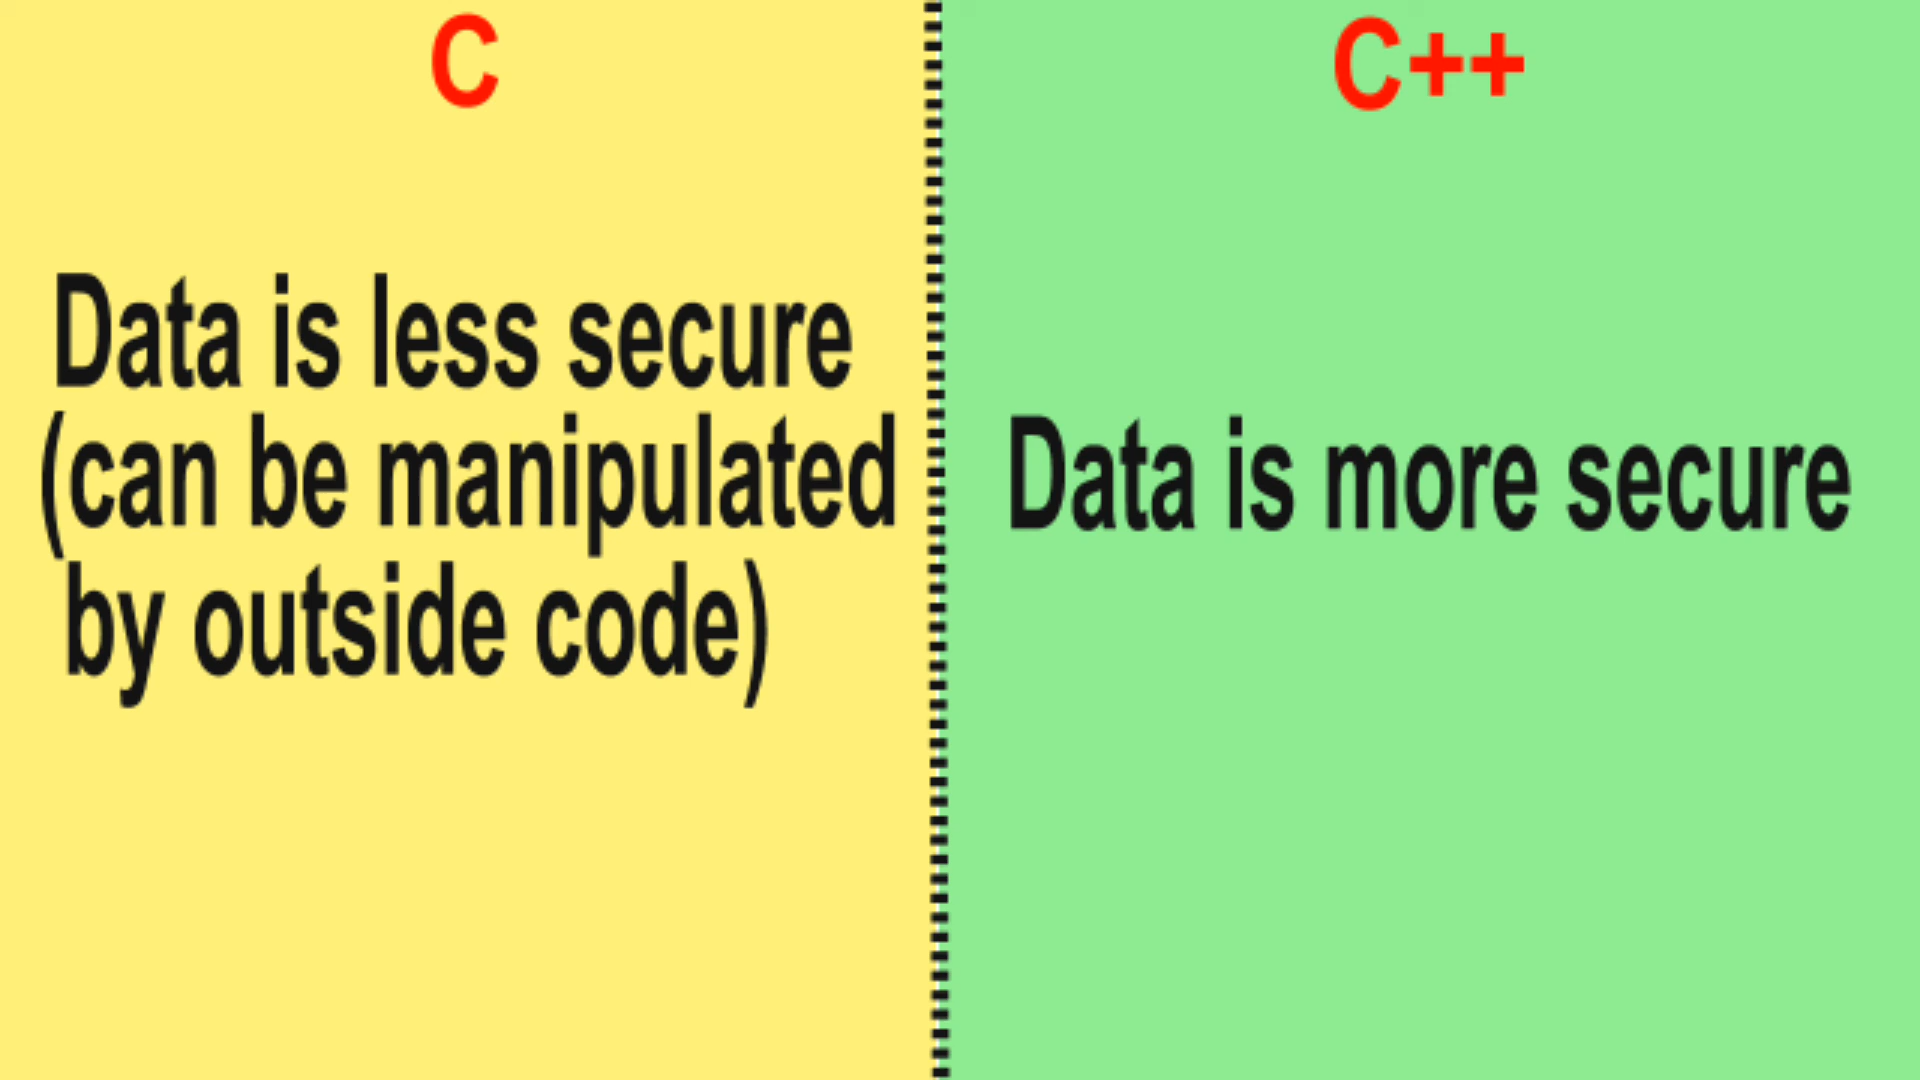 C
Data is less secure
(can be manipulated
by outside code)
C++
Data is more secure